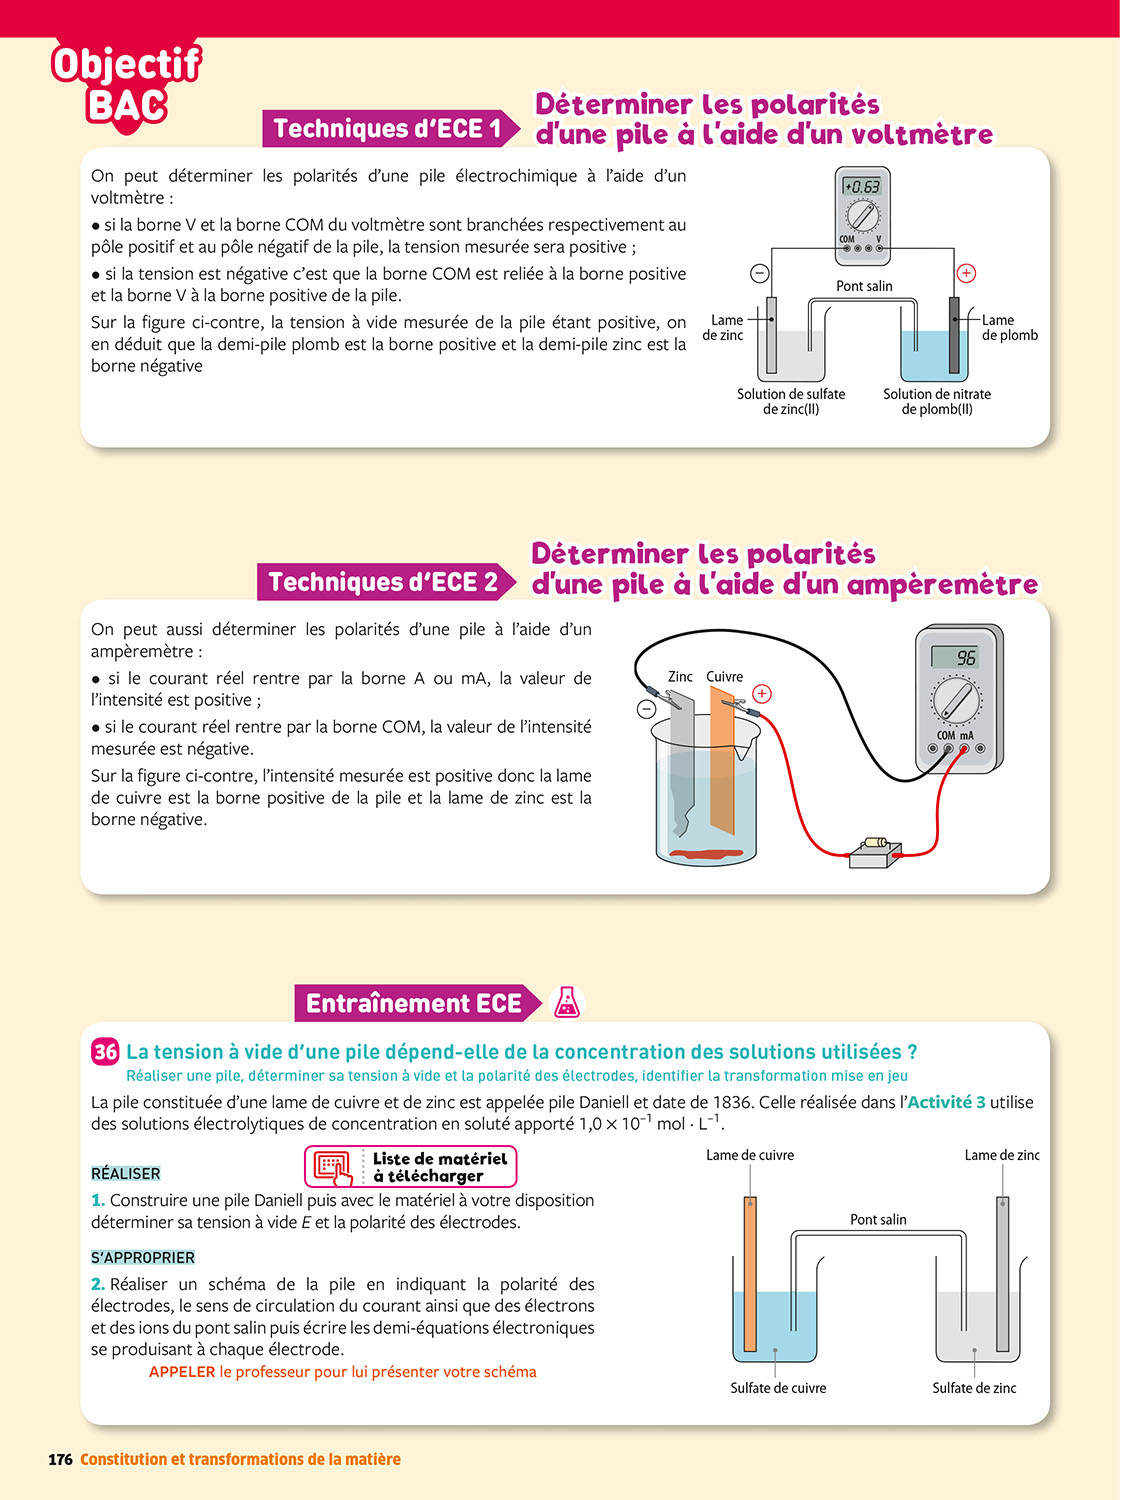 Objectif
BAC
Techniques d'ECE 1
Déterminer les polarités
d'une pile à l'aide d'un voltmètre
On peut déterminer les polarités d'une pile électrochimique à l'aide d'un
voltmètre :
● si la borne V et la borne COM du voltmètre sont branchées respectivement au
pôle positif et au pôle négatif de la pile, la tension mesurée sera positive ;
● si la tension est négative c'est que la borne COM est reliée à la borne positive
et la borne V à la borne positive de la pile.
Sur la figure ci-contre, la tension à vide mesurée de la pile étant positive, on
en déduit que la demi-pile plomb est la borne positive et la demi-pile zinc est la
borne négative
+0.63
COM V
−
+
Pont salin
Lame
de zinc
Lame
de plomb
Solution de sulfate
de zinc(II)
Solution de nitrate
de plomb(II)
Techniques d'ECE 2
Déterminer les polarités
d'une pile à l'aide d'un ampèremètre
On peut aussi déterminer les polarités d'une pile à l'aide d'un
ampèremètre :
● si le courant réel rentre par la borne A ou mA, la valeur de
l'intensité est positive ;
● si le courant réel rentre par la borne COM, la valeur de l'intensité
mesurée est négative.
Sur la figure ci-contre, l'intensité mesurée est positive donc la lame
de cuivre est la borne positive de la pile et la lame de zinc est la
borne négative.
Zinc Cuivre
−
+
96
COM mA
Entraînement ECE
36 La tension à vide d'une pile dépend-elle de la concentration des solutions utilisées ?
Réaliser une pile, déterminer sa tension à vide et la polarité des électrodes, identifier la transformation mise en jeu
La pile constituée d'une lame de cuivre et de zinc est appelée pile Daniell et date de 1836. Celle réalisée dans l'Activité 3 utilise
des solutions électrolytiques de concentration en soluté apporté 1,0 × 10⁻¹ mol · L⁻¹.
RÉALISER
Liste de matériel
à télécharger
1. Construire une pile Daniell puis avec le matériel à votre disposition
déterminer sa tension à vide E et la polarité des électrodes.
S'APPROPRIER
2. Réaliser un schéma de la pile en indiquant la polarité des
électrodes, le sens de circulation du courant ainsi que des électrons
et des ions du pont salin puis écrire les demi-équations électroniques
se produisant à chaque électrode.
APPELER le professeur pour lui présenter votre schéma
Lame de cuivre
Lame de zinc
Pont salin
Sulfate de cuivre
Sulfate de zinc
176 Constitution et transformations de la matière